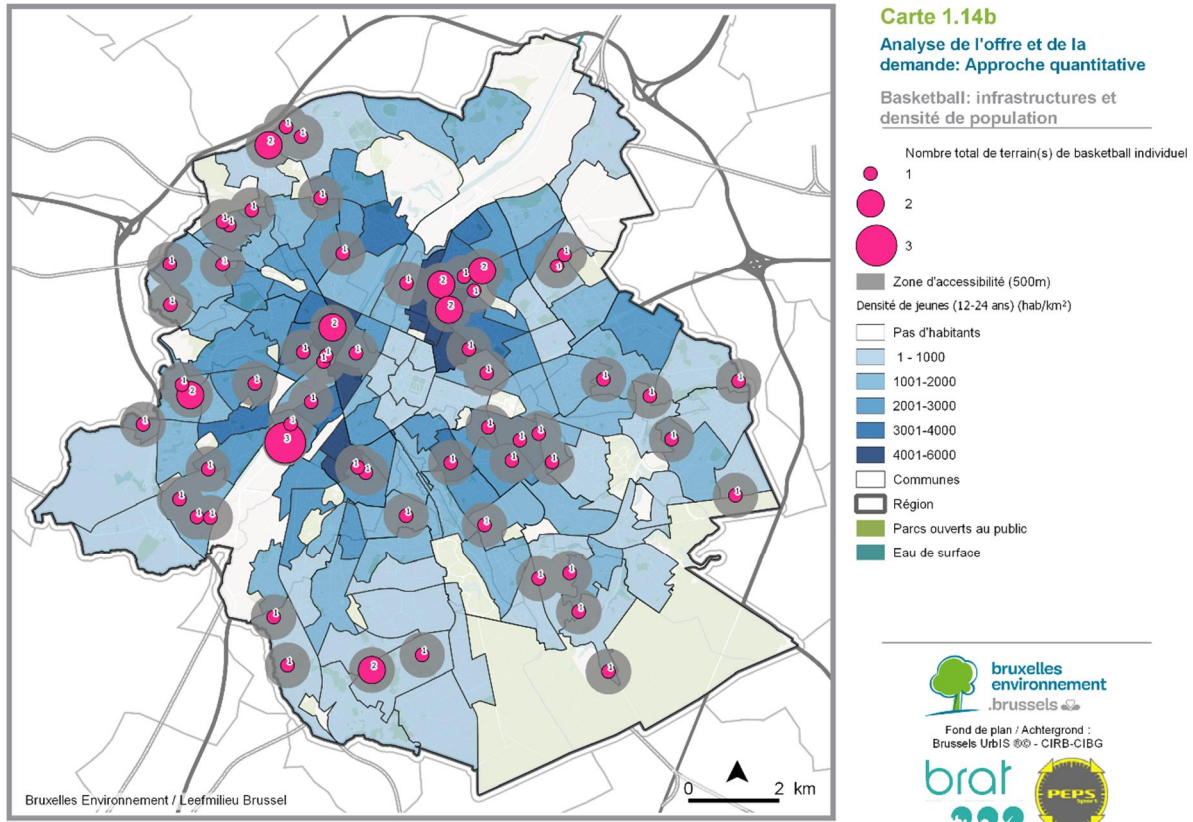 Carte 1.14b
Analyse de l'offre et de la
demande: Approche quantitative
Basketball: infrastructures et
densité de population
Nombre total de terrain(s) de basketball individuel
1
2
3
Zone d'accessibilité (500m)
Densité de jeunes (12-24 ans) (hab/km²)
Pas d'habitants
1 - 1000
1001-2000
2001-3000
3001-4000
4001-6000
Communes
Région
Parcs ouverts au public
Eau de surface
bruxelles
environnement
.brussels
Fond de plan / Achtergrond :
Brussels UrbIS ®© - CIRB-CIBG
brat
PEPS
Sport
0 2 km
Bruxelles Environnement / Leefmilieu Brussel